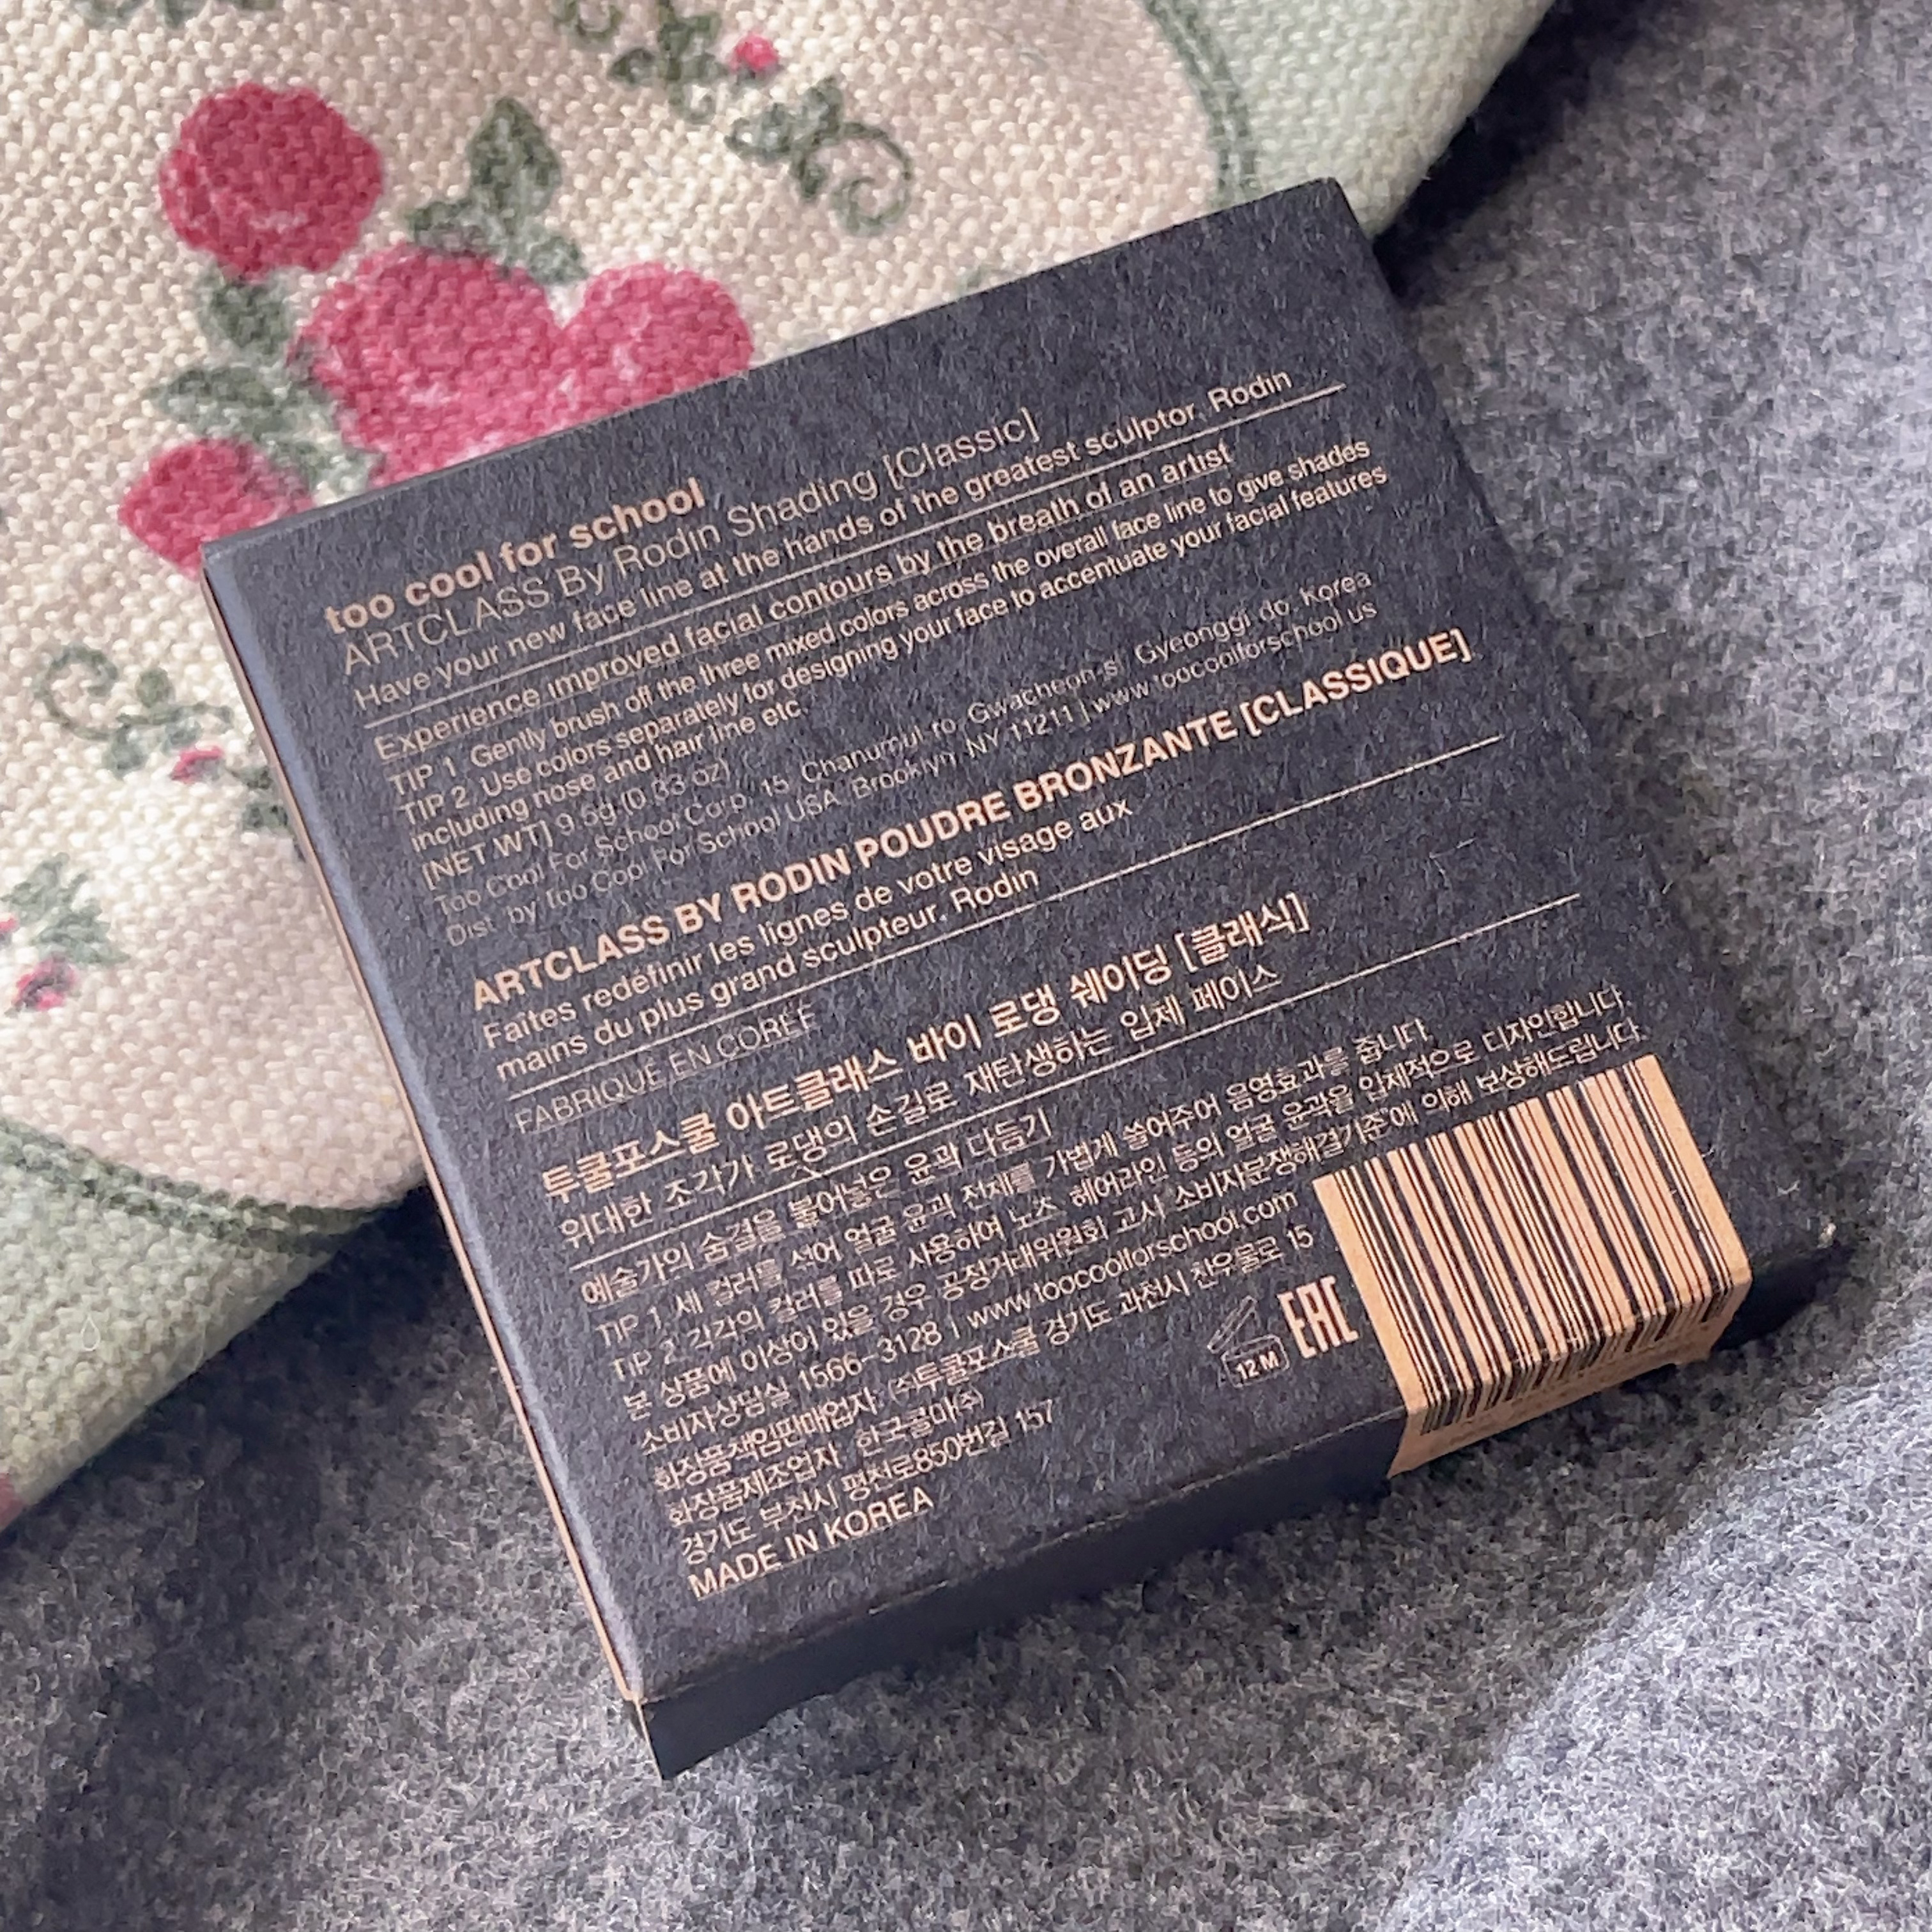 too cool for school
ARTCLASS By Rodin Shading [Classic]
Have your new face line at the hands of the greatest sculptor, Rodin
Experience improved facial contours by the breath of an artist
TIP 1. Gently brush off the three mixed colors across the overall face line to give shades
TIP 2. Use colors separately for designing your face to accentuate your facial features
including nose and hair line etc.
[NET WT] 9.5g (0.33 oz)
Too Cool For School Corp. 15, Chanumul-ro, Gwacheon-si, Gyeonggi-do, Korea
Dist. by Too Cool For School USA, Brooklyn, NY 11211 | www.toocoolforschool.us
ARTCLASS BY RODIN POUDRE BRONZANTE [CLASSIQUE]
Faites redéfinir les lignes de votre visage aux
mains du plus grand sculpteur, Rodin
FABRIQUÉ EN CORÉE
투쿨포스쿨 아트클래스 바이 로댕 쉐이딩 [클래식]
위대한 조각가 로댕의 손길로 재탄생하는 입체 페이스
예술가의 숨결을 불어넣은 윤곽 다듬기
TIP 1. 세 컬러를 섞어 얼굴 윤곽 전체를 가볍게 쓸어주어 음영효과를 줍니다.
TIP 2. 각각의 컬러를 따로 사용하여 노즈, 헤어라인 등의 얼굴 윤곽을 입체적으로 디자인합니다.
본 상품에 이상이 있을 경우 공정거래위원회 고시 "소비자분쟁해결기준"에 의해 보상해드립니다.
소비자상담실 1566-3128 | www.toocoolforschool.com
화장품책임판매업자: (주)투쿨포스쿨 경기도 과천시 찬우물로 15
화장품제조업자: 한국콜마(주)
경기도 부천시 평천로850번길 157
MADE IN KOREA
12 M
EAC